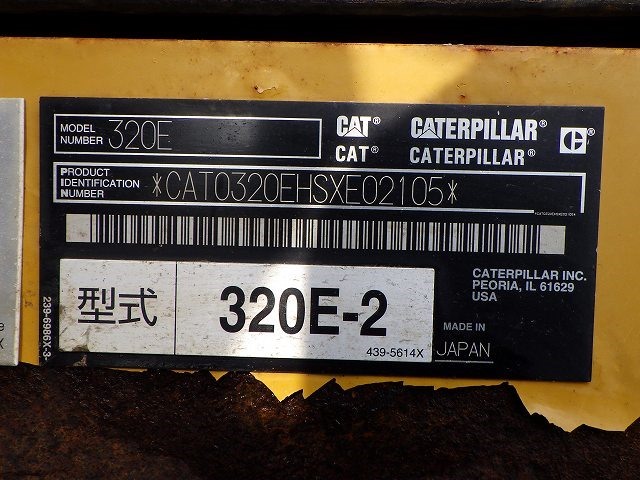 MODEL NUMBER 320E
CAT® CATERPILLAR®
CAT® CATERPILLAR®
PRODUCT IDENTIFICATION NUMBER *CAT0320EHSXE02105*
型式 320E-2
439-5614X
CATERPILLAR INC.
PEORIA, IL 61629
USA
MADE IN
JAPAN
239-6986X-3